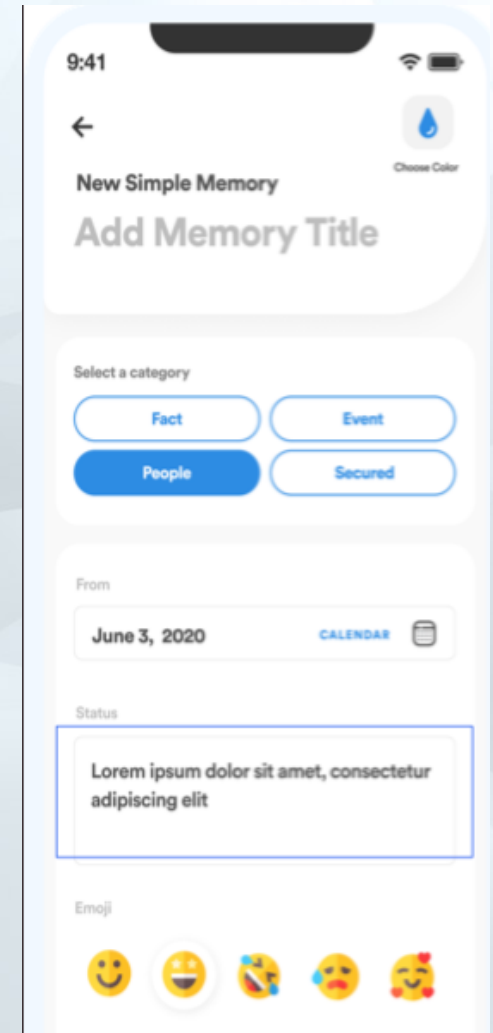 9:41
Choose Color
New Simple Memory
Add Memory Title
Select a category
Fact
Event
People
Secured
From
June 3, 2020
CALENDAR
Status
Lorem ipsum dolor sit amet, consectetur
adipiscing elit
Emoji